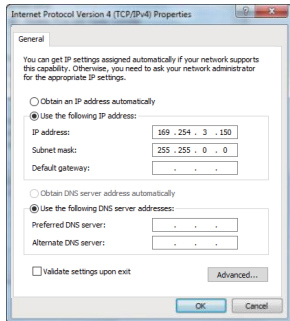 Internet Protocol Version 4 (TCP/IPv4) Properties
General
You can get IP settings assigned automatically if your network supports
this capability. Otherwise, you need to ask your network administrator
for the appropriate IP settings.
Obtain an IP address automatically
Use the following IP address:
IP address: 169 . 254 . 3 . 150
Subnet mask: 255 . 255 . 0 . 0
Default gateway: . . .
Obtain DNS server address automatically
Use the following DNS server addresses:
Preferred DNS server: . . .
Alternate DNS server: . . .
Validate settings upon exit
Advanced...
OK Cancel